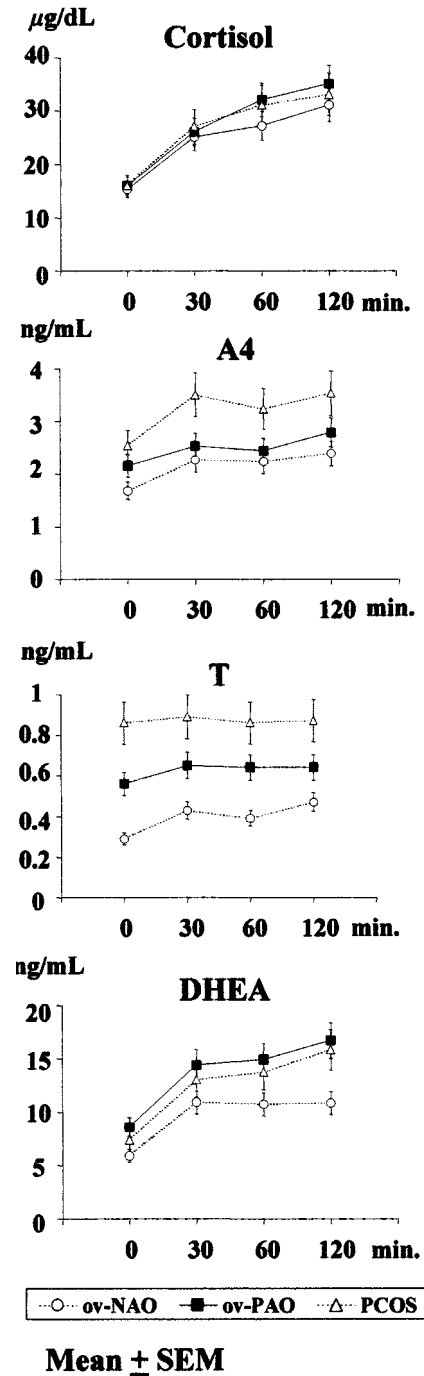 μg/dL
Cortisol
40
30
20
10
0
0 30 60 120 min.
ng/mL
A4
4
3
2
1
0
0 30 60 120 min.
ng/mL
T
1
0.8
0.6
0.4
0.2
0
0 30 60 120 min.
ng/mL
DHEA
20
15
10
5
0
0 30 60 120 min.
ov-NAO ov-PAO PCOS
Mean ± SEM